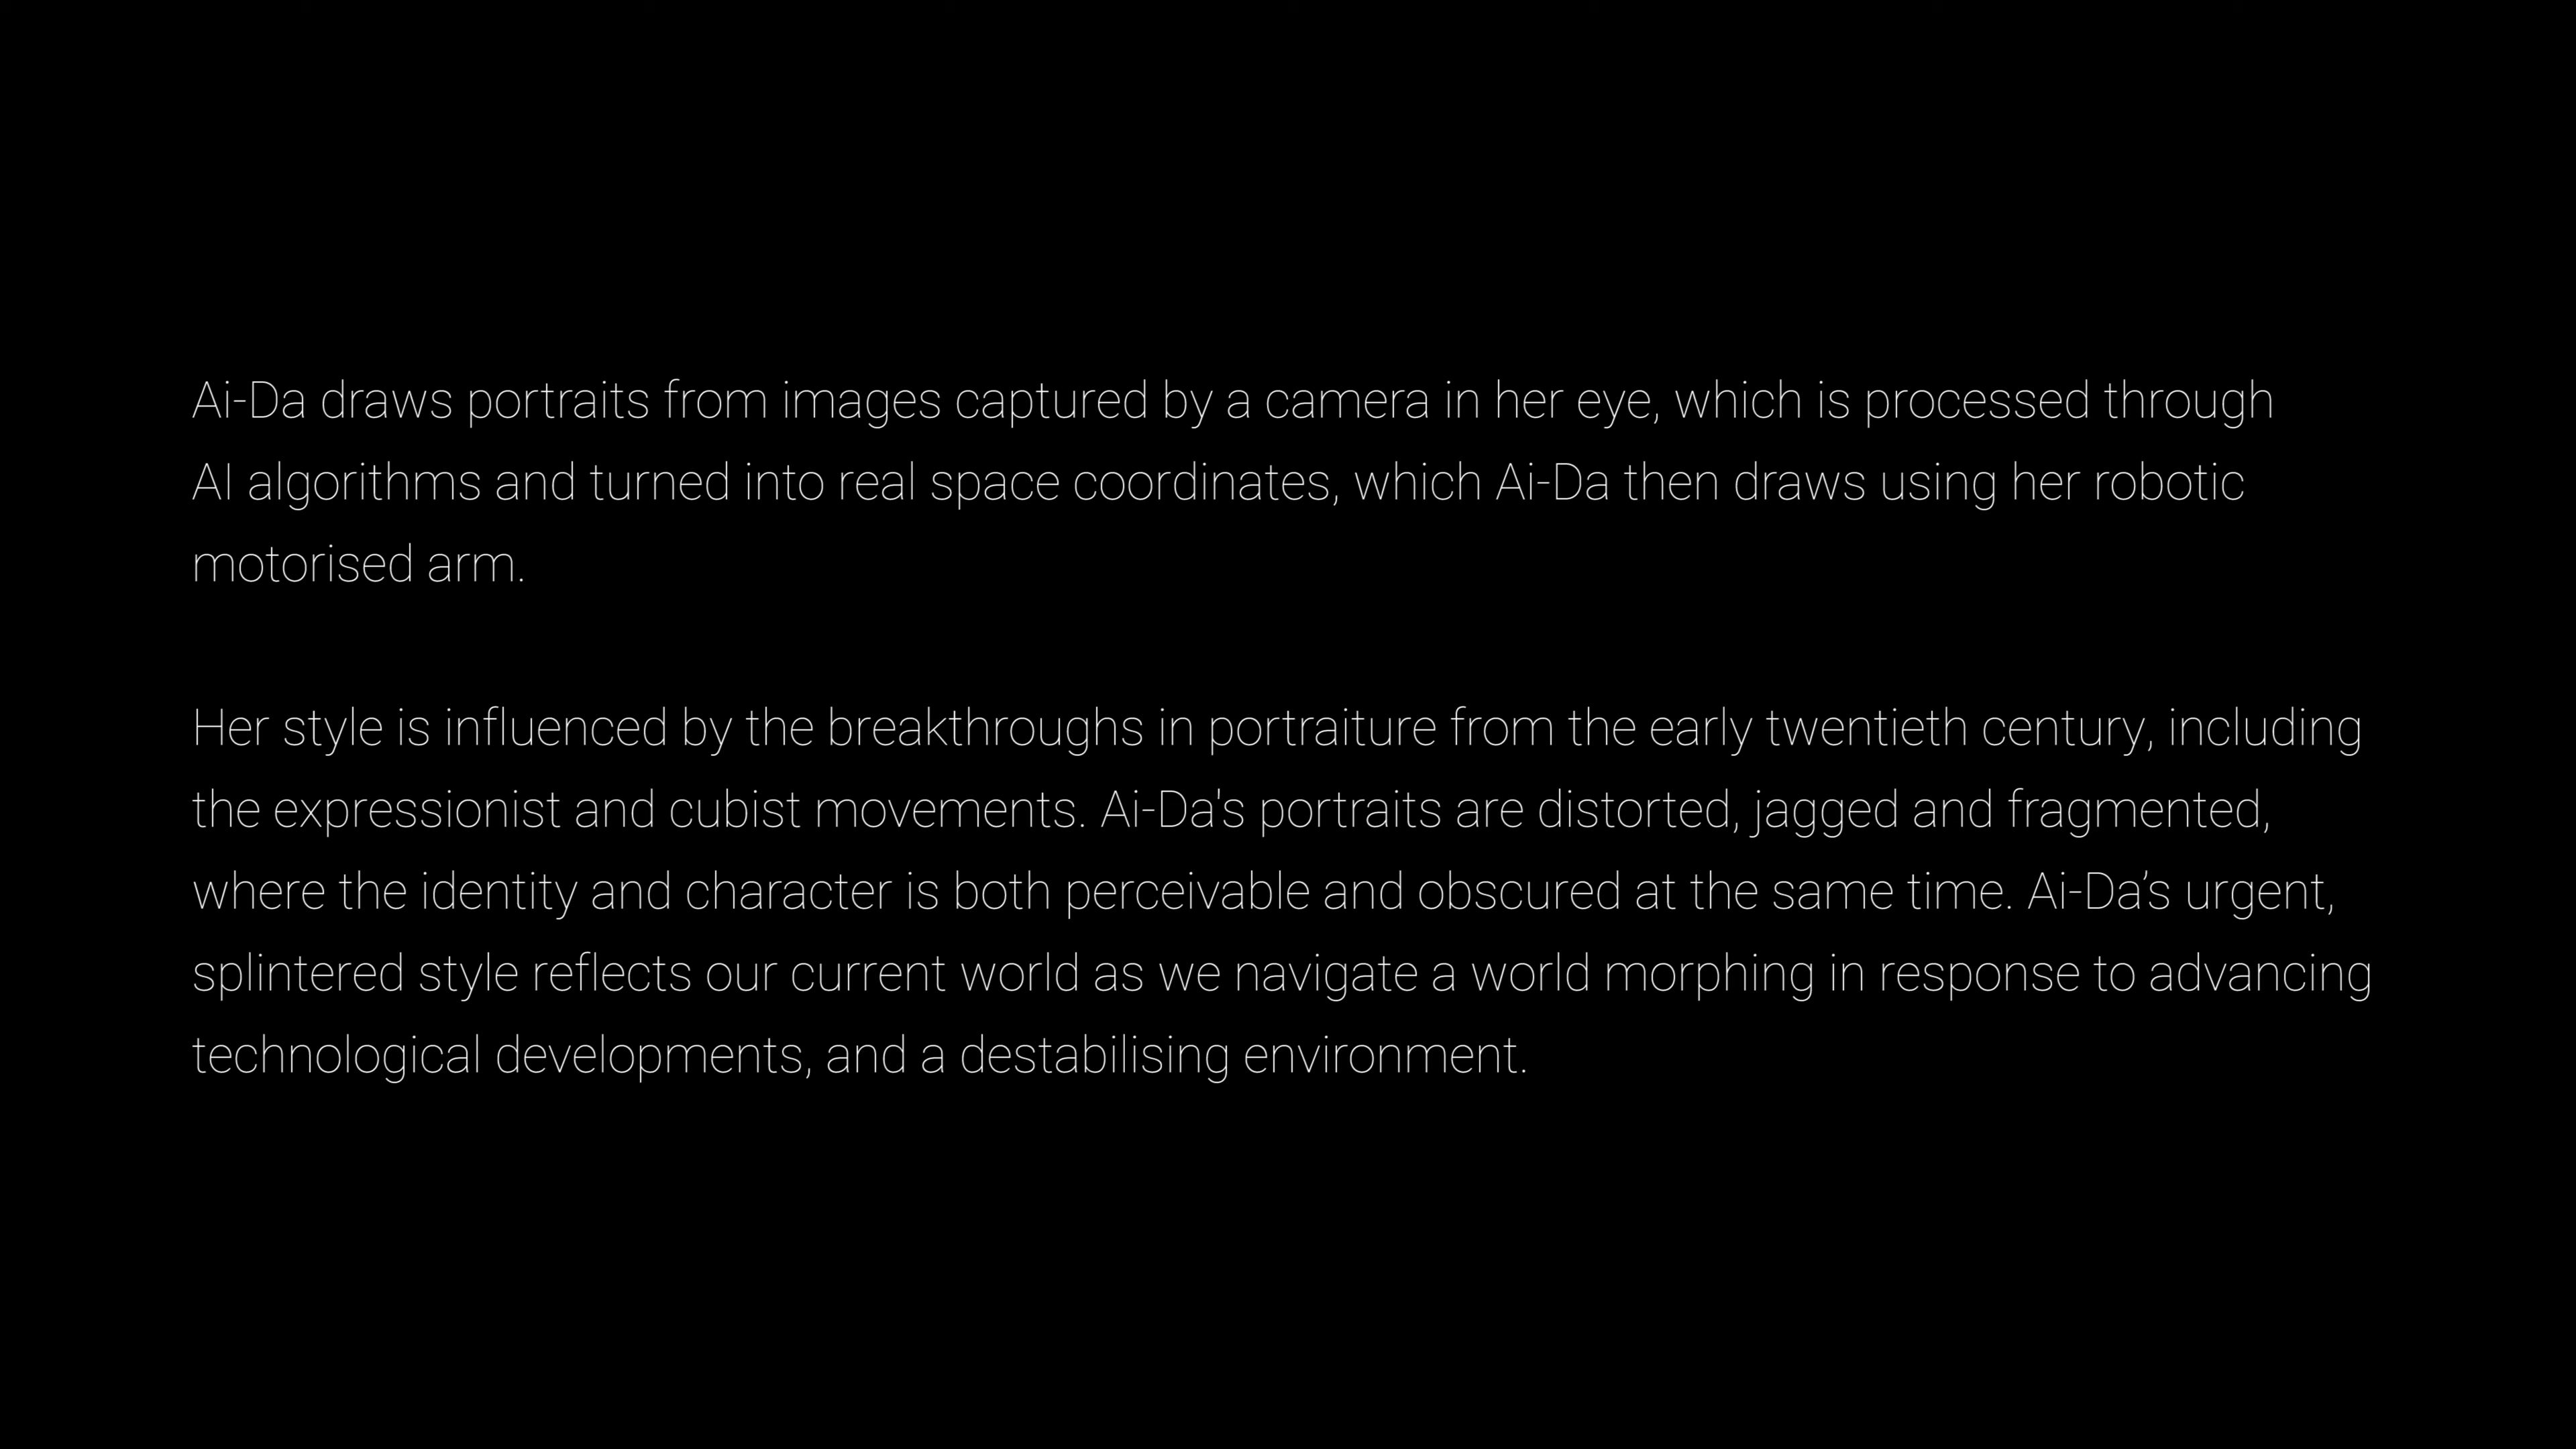 Ai-Da draws portraits from images captured by a camera in her eye, which is processed through
AI algorithms and turned into real space coordinates, which Ai-Da then draws using her robotic
motorised arm.
Her style is influenced by the breakthroughs in portraiture from the early twentieth century, including
the expressionist and cubist movements. Ai-Da's portraits are distorted, jagged and fragmented,
where the identity and character is both perceivable and obscured at the same time. Ai-Da’s urgent,
splintered style reflects our current world as we navigate a world morphing in response to advancing
technological developments, and a destabilising environment.